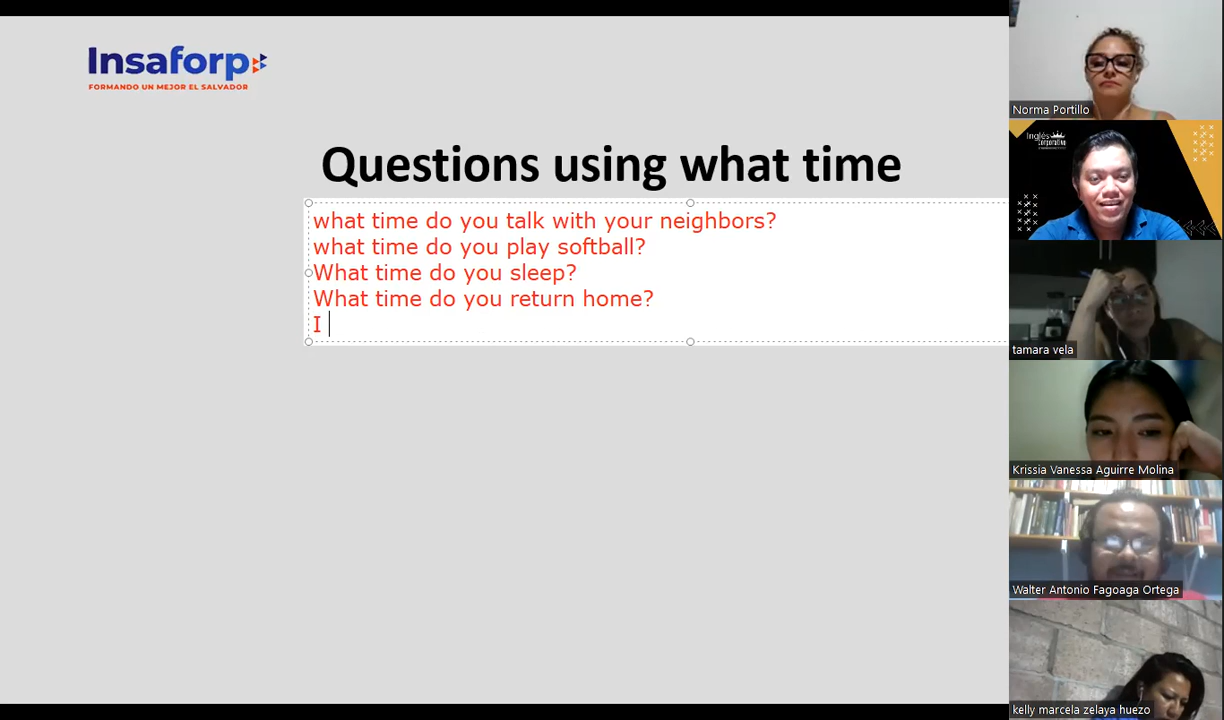 Insaforp
FORMANDO UN MEJOR EL SALVADOR
Questions using what time
what time do you talk with your neighbors?
what time do you play softball?
What time do you sleep?
What time do you return home?
I
Norma Portillo
Inglés
Corporativo
tamara vela
Krissia Vanessa Aguirre Molina
Walter Antonio Fagoaga Ortega
kelly marcela zelaya huezo